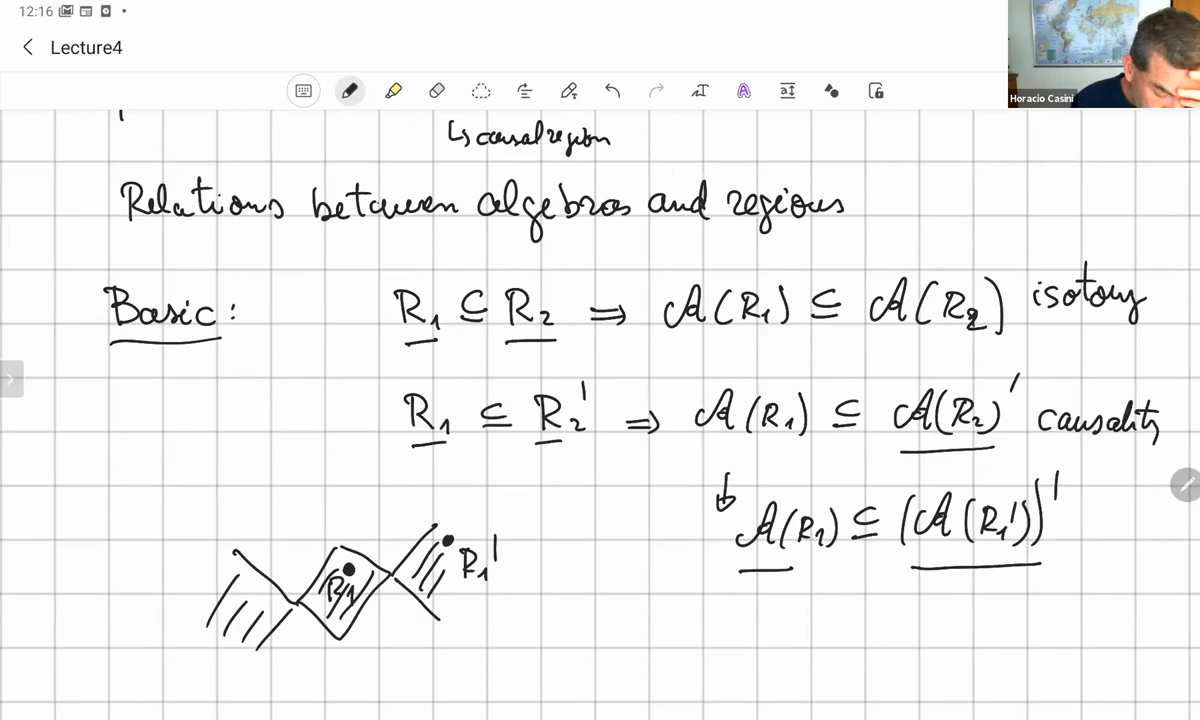 12:16
Lecture4
Horacio Casini
↳ causal region
Relations between algebras and regions
Basic: R₁ ⊆ R₂ ⇒ 𝒜(R₁) ⊆ 𝒜(R₂) isotony
R₁ ⊆ R₂' ⇒ 𝒜(R₁) ⊆ 𝒜(R₂)' causality
↓ 𝒜(R₁) ⊆ (𝒜(R₁'))'
R₁ R₁'